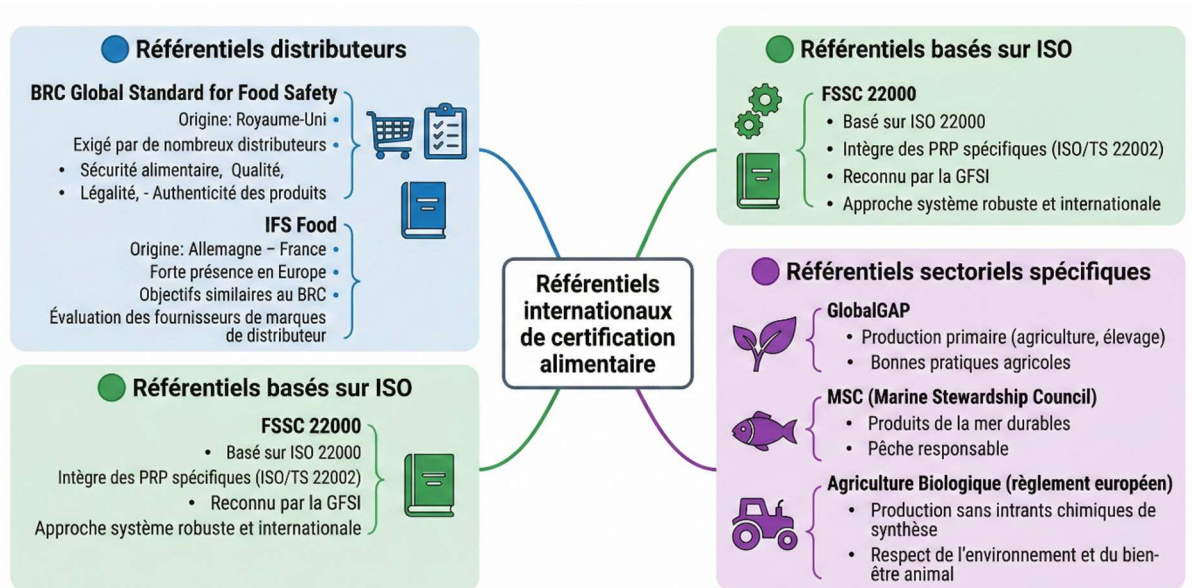 Référentiels distributeurs
BRC Global Standard for Food Safety
Origine: Royaume-Uni •
Exigé par de nombreux distributeurs •
• Sécurité alimentaire, Qualité,
• Légalité, - Authenticité des produits
IFS Food
Origine: Allemagne – France •
Forte présence en Europe •
Objectifs similaires au BRC •
Évaluation des fournisseurs de marques
de distributeur
Référentiels basés sur ISO
FSSC 22000
• Basé sur ISO 22000
Intègre des PRP spécifiques (ISO/TS 22002)
• Reconnu par la GFSI
Approche système robuste et internationale
Référentiels
internationaux
de certification
alimentaire
Référentiels basés sur ISO
FSSC 22000
• Basé sur ISO 22000
• Intègre des PRP spécifiques (ISO/TS 22002)
• Reconnu par la GFSI
• Approche système robuste et internationale
Référentiels sectoriels spécifiques
GlobalGAP
• Production primaire (agriculture, élevage)
• Bonnes pratiques agricoles
MSC (Marine Stewardship Council)
• Produits de la mer durables
• Pêche responsable
Agriculture Biologique (règlement européen)
• Production sans intrants chimiques de
synthèse
• Respect de l'environnement et du bien-
être animal